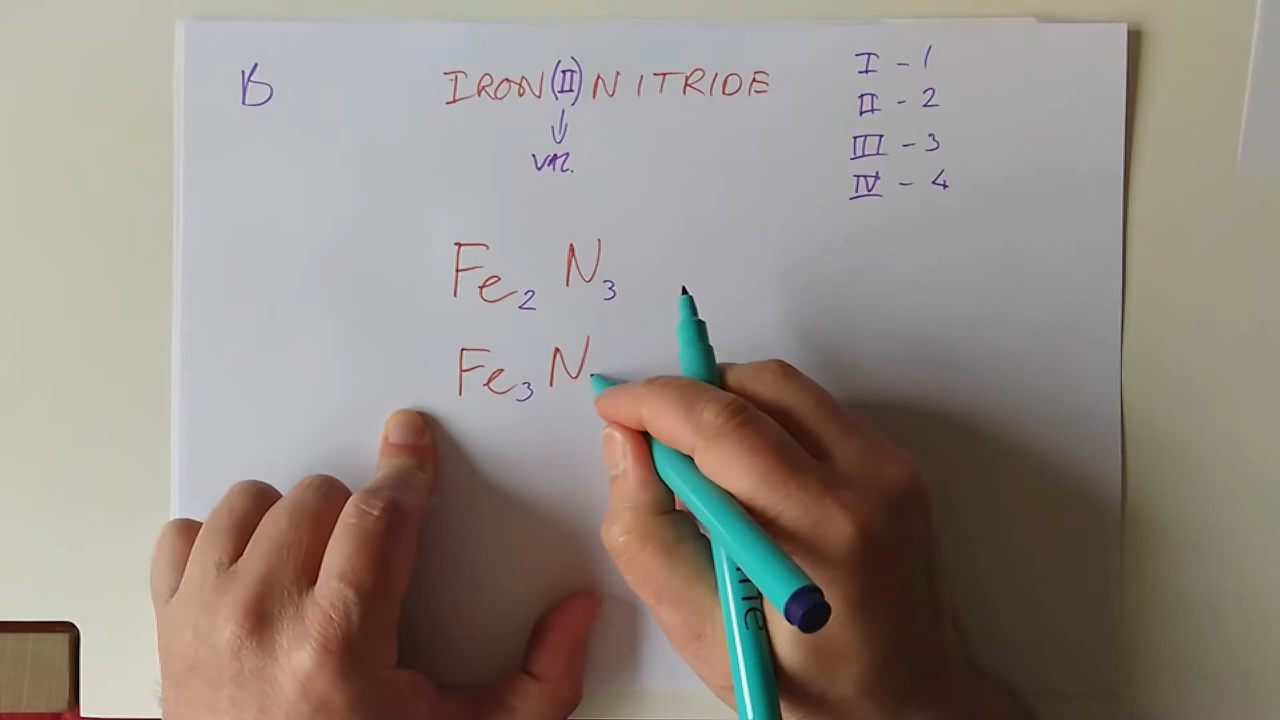 B IRON(II)NITRIDE
↓
VAL.
I - 1
II - 2
III - 3
IV - 4
Fe₂ N₃
Fe₃ N